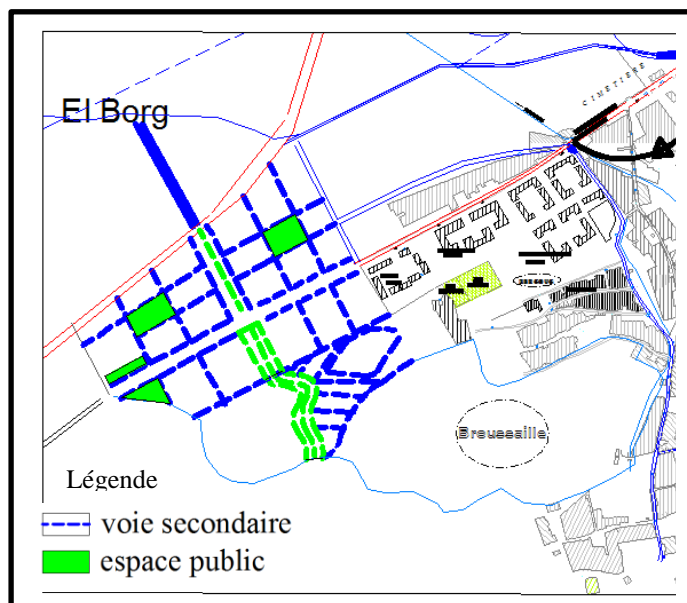 CIMETIERE
El Borg
Broussaille
Légende
voie secondaire
espace public